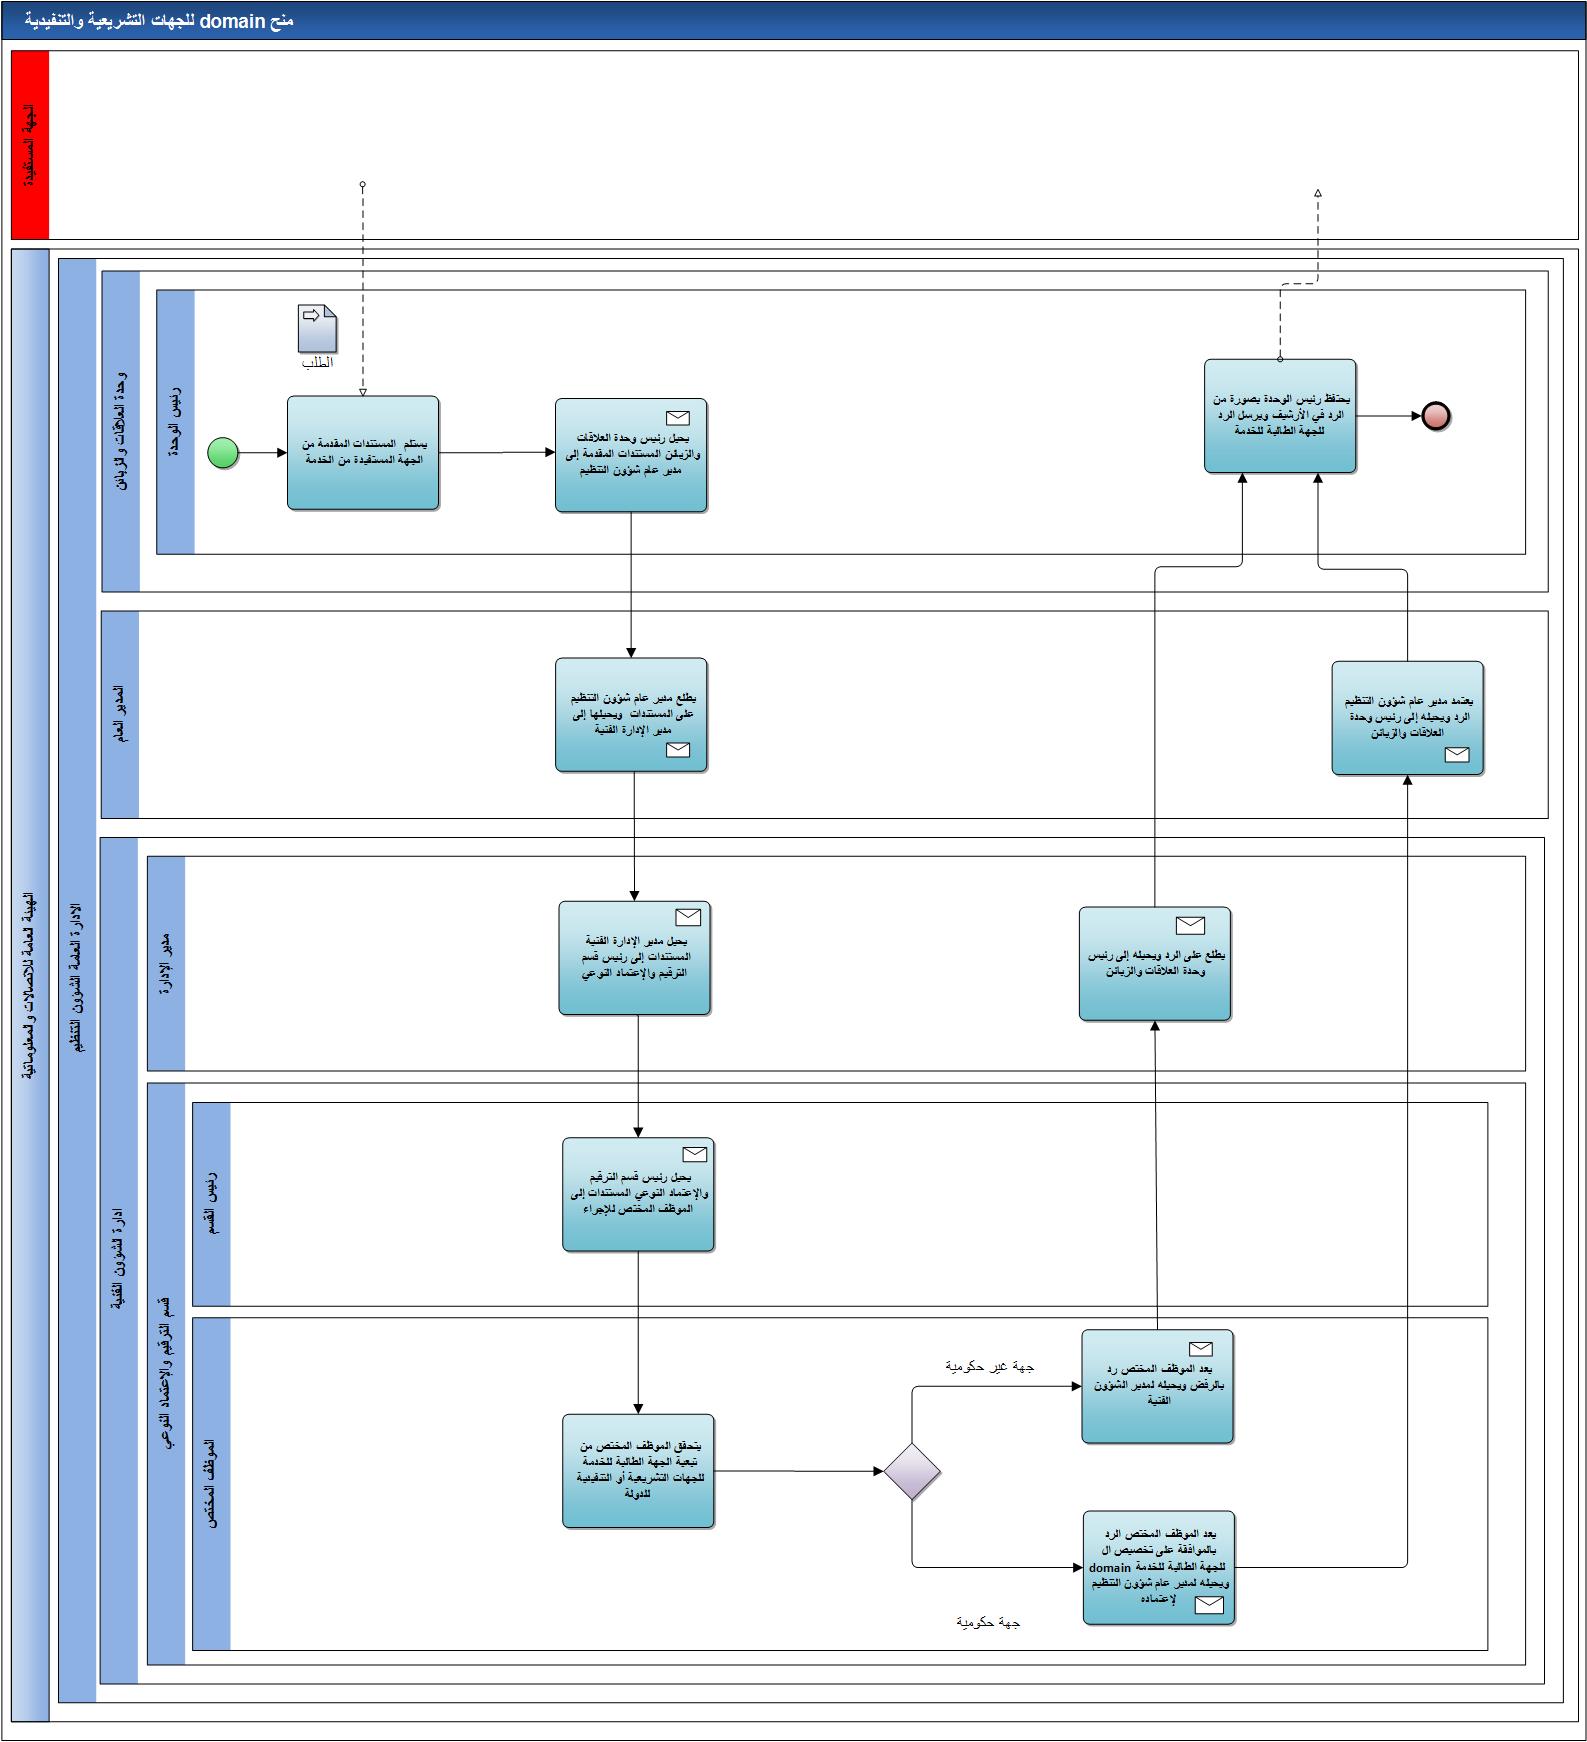 منح domain للجهات التشريعية والتنفيدية
الجهة المستفيدة
الهيئة العامة للاتصالات والمعلوماتية
الادارة العامة لشؤون التنظيم
وحدة العلاقات والزبائن
رئيس الوحدة
الطلب
يستلم المستندات المقدمة من
الجهة المستفيدة من الخدمة
يحيل رئيس وحدة العلاقات
والزبائن المستندات المقدمة إلى
مدير عام شؤون التنظيم
يحتفظ رئيس الوحدة بصورة من
الرد في الأرشيف ويرسل الرد
للجهة الطالبة للخدمة
المدير العام
يطلع مدير عام شؤون التنظيم
على المستندات ويحيلها إلى
مدير الإدارة الفتية
يعتمد مدير عام شؤون التنظيم
الرد ويحيله إلى رئيس وحدة
العلاقات والزبائن
ادارة الشؤون الفنية
مدير الإدارة
يحيل مدير الإدارة الفتية
المستندات إلى رئيس قسم
الترقيم والإعتماد النوعي
يطلع على الرد ويحيله إلى رئيس
وحدة العلاقات والزبائن
قسم الترقيم والإعتماد النوعي
رئيس القسم
يحيل رئيس قسم الترقيم
والإعتماد النوعي المستندات إلى
الموظف المختص للإجراء
الموظف المختص
يتحقق الموظف المختص من
تبعية الجهة الطالبة للخدمة
للجهات التشريعية أو التنفيدية
للدولة
جهة غير حكومية
يعد الموظف المختص رد
بالرفض ويحيله لمدير الشؤون
الفنية
جهة حكومية
يعد الموظف المختص الرد
بالموافقة على تخصيص ال
domain للجهة الطالبة للخدمة
ويحيله لمدير عام شؤون التنظيم
لإعتماده